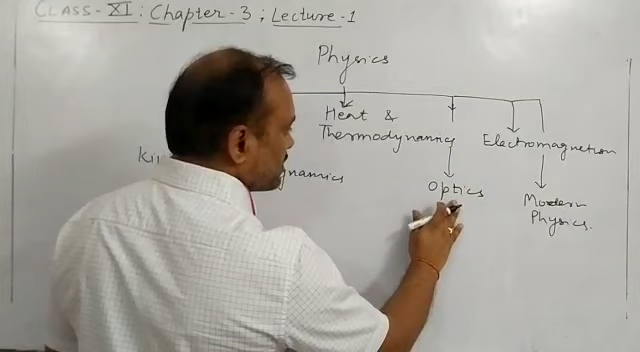 CLASS - XI : Chapter - 3 ; Lecture - 1
Physics
Heat &
Thermodynamics
Electromagnetism
Optics
Modern
Physics.